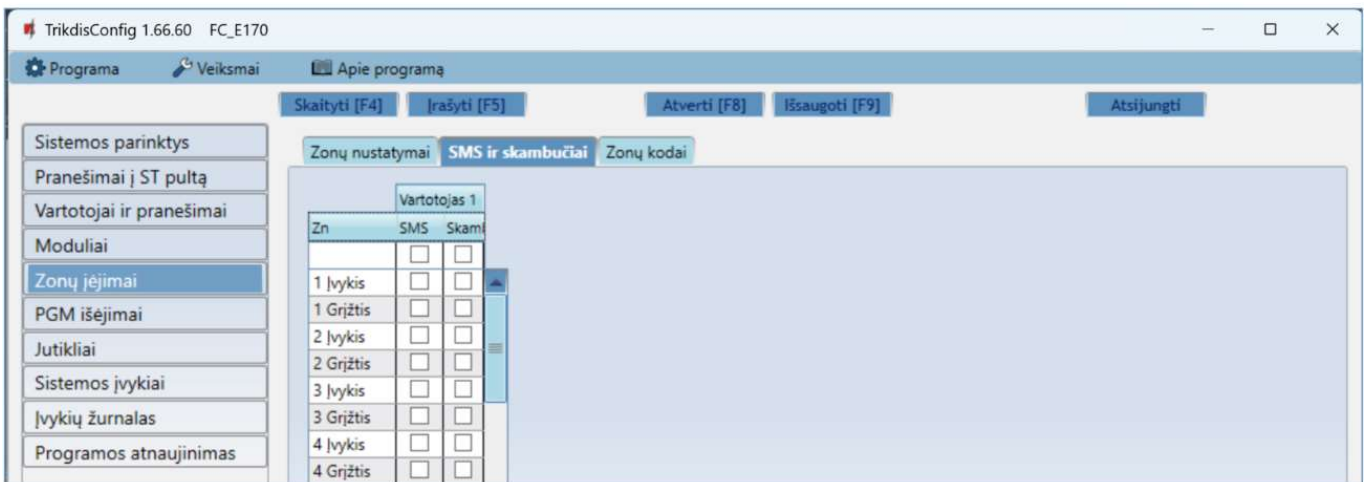 TrikdisConfig 1.66.60 FC_E170
Programa Veiksmai Apie programą
Skaityti [F4] Įrašyti [F5] Atverti [F8] Išsaugoti [F9] Atsijungti
Sistemos parinktys
Pranešimai į ST pultą
Vartotojai ir pranešimai
Moduliai
Zonų įėjimai
PGM išėjimai
Jutikliai
Sistemos įvykiai
Įvykių žurnalas
Programos atnaujinimas
Zonų nustatymai SMS ir skambučiai Zonų kodai
Vartotojas 1
Zn SMS Skaml
1 Įvykis
1 Grįžtis
2 Įvykis
2 Grįžtis
3 Įvykis
3 Grįžtis
4 Įvykis
4 Grįžtis